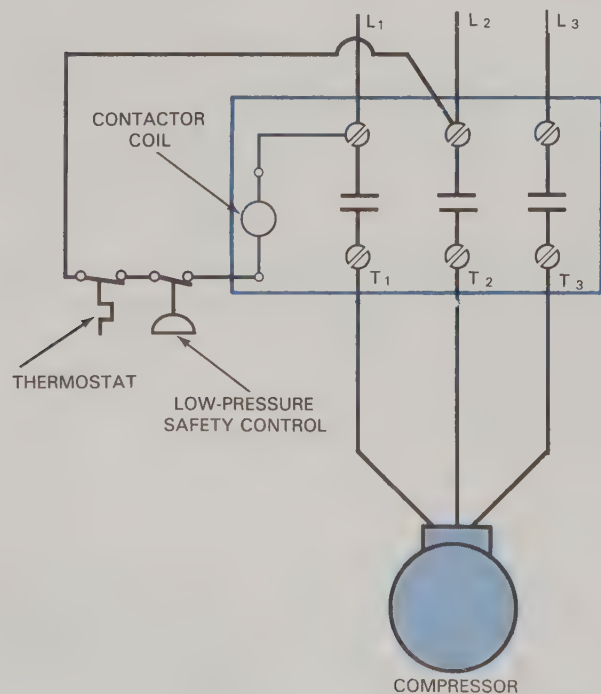 L1
L2
L3
CONTACTOR
COIL
T1
T2
T3
THERMOSTAT
LOW-PRESSURE
SAFETY CONTROL
COMPRESSOR